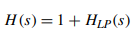 H(s) = 1 + H_{LP}(s)